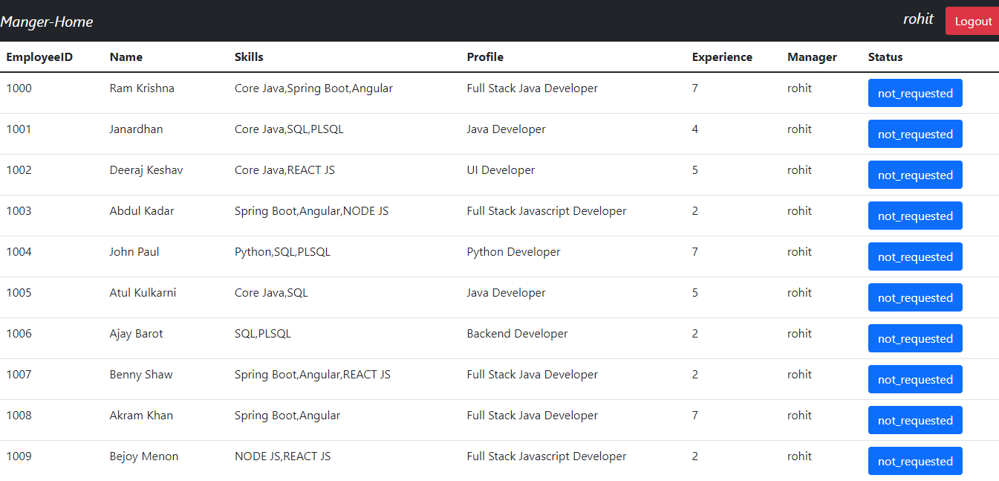 Manger-Home rohit Logout
EmployeeID Name Skills Profile Experience Manager Status
1000 Ram Krishna Core Java,Spring Boot,Angular Full Stack Java Developer 7 rohit not_requested
1001 Janardhan Core Java,SQL,PLSQL Java Developer 4 rohit not_requested
1002 Deeraj Keshav Core Java,REACT JS UI Developer 5 rohit not_requested
1003 Abdul Kadar Spring Boot,Angular,NODE JS Full Stack Javascript Developer 2 rohit not_requested
1004 John Paul Python,SQL,PLSQL Python Developer 7 rohit not_requested
1005 Atul Kulkarni Core Java,SQL Java Developer 5 rohit not_requested
1006 Ajay Barot SQL,PLSQL Backend Developer 2 rohit not_requested
1007 Benny Shaw Spring Boot,Angular,REACT JS Full Stack Java Developer 2 rohit not_requested
1008 Akram Khan Spring Boot,Angular Full Stack Java Developer 7 rohit not_requested
1009 Bejoy Menon NODE JS,REACT JS Full Stack Javascript Developer 2 rohit not_requested